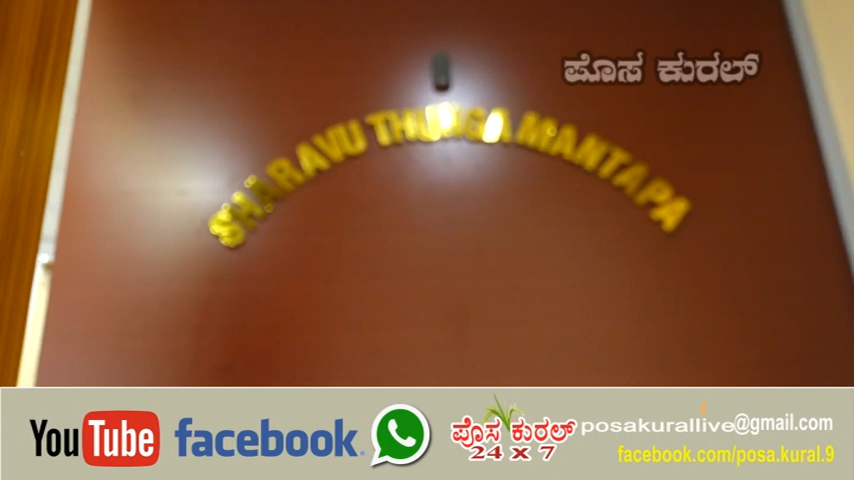 ಪೊಸ ಕುರಲ್
SHARAVU THUNGA MANTAPA
YouTube facebook ಪೊಸ ಕುರಲ್ posakurallive@gmail.com
24 x 7 facebook.com/posa.kural.9